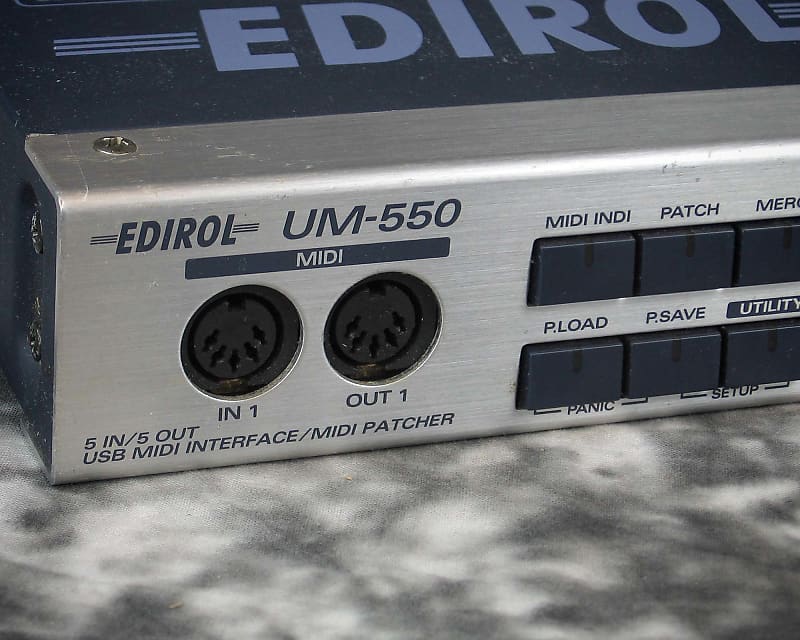 EDIROL
EDIROL UM-550
MIDI
IN 1 OUT 1
5 IN/5 OUT
USB MIDI INTERFACE/MIDI PATCHER
MIDI INDI PATCH
P.LOAD P.SAVE UTILITY
PANIC SETUP